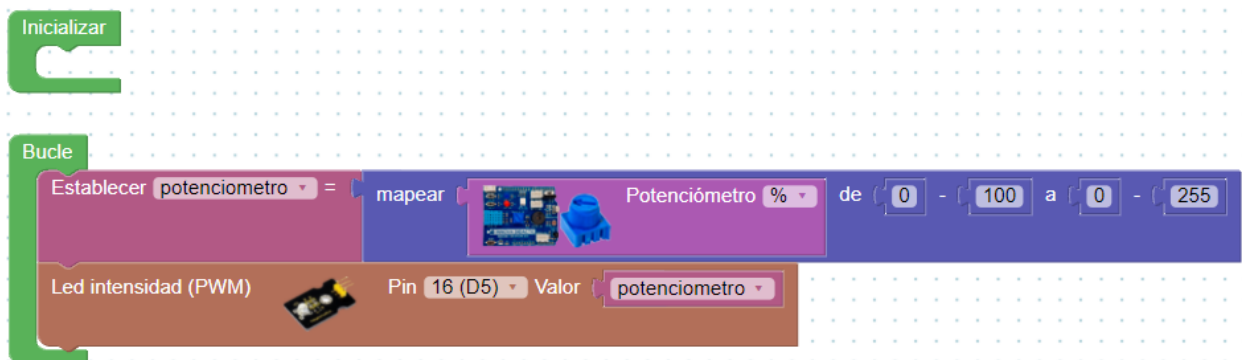 Inicializar
Bucle
Establecer potenciometro = mapear Potenciómetro % de 0 - 100 a 0 - 255
Led intensidad (PWM) Pin 16 (D5) Valor potenciometro